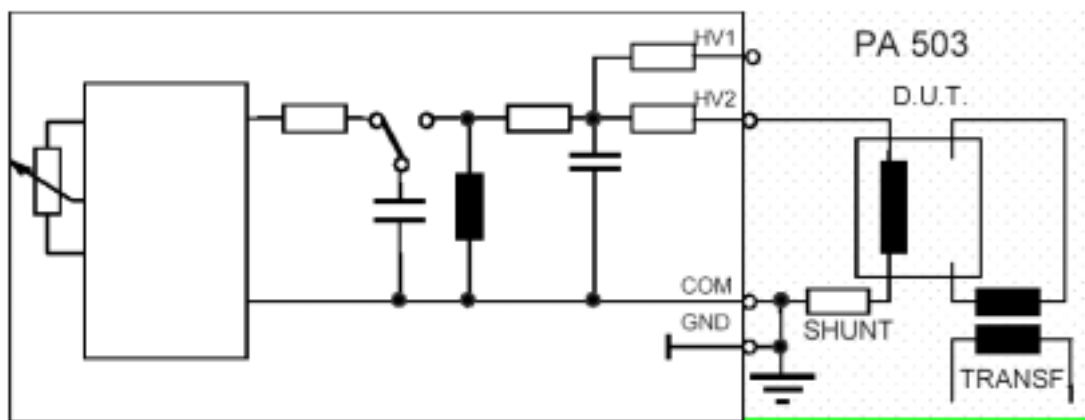 HV1
PA 503
HV2
D.U.T.
COM
GND
SHUNT
TRANSF.